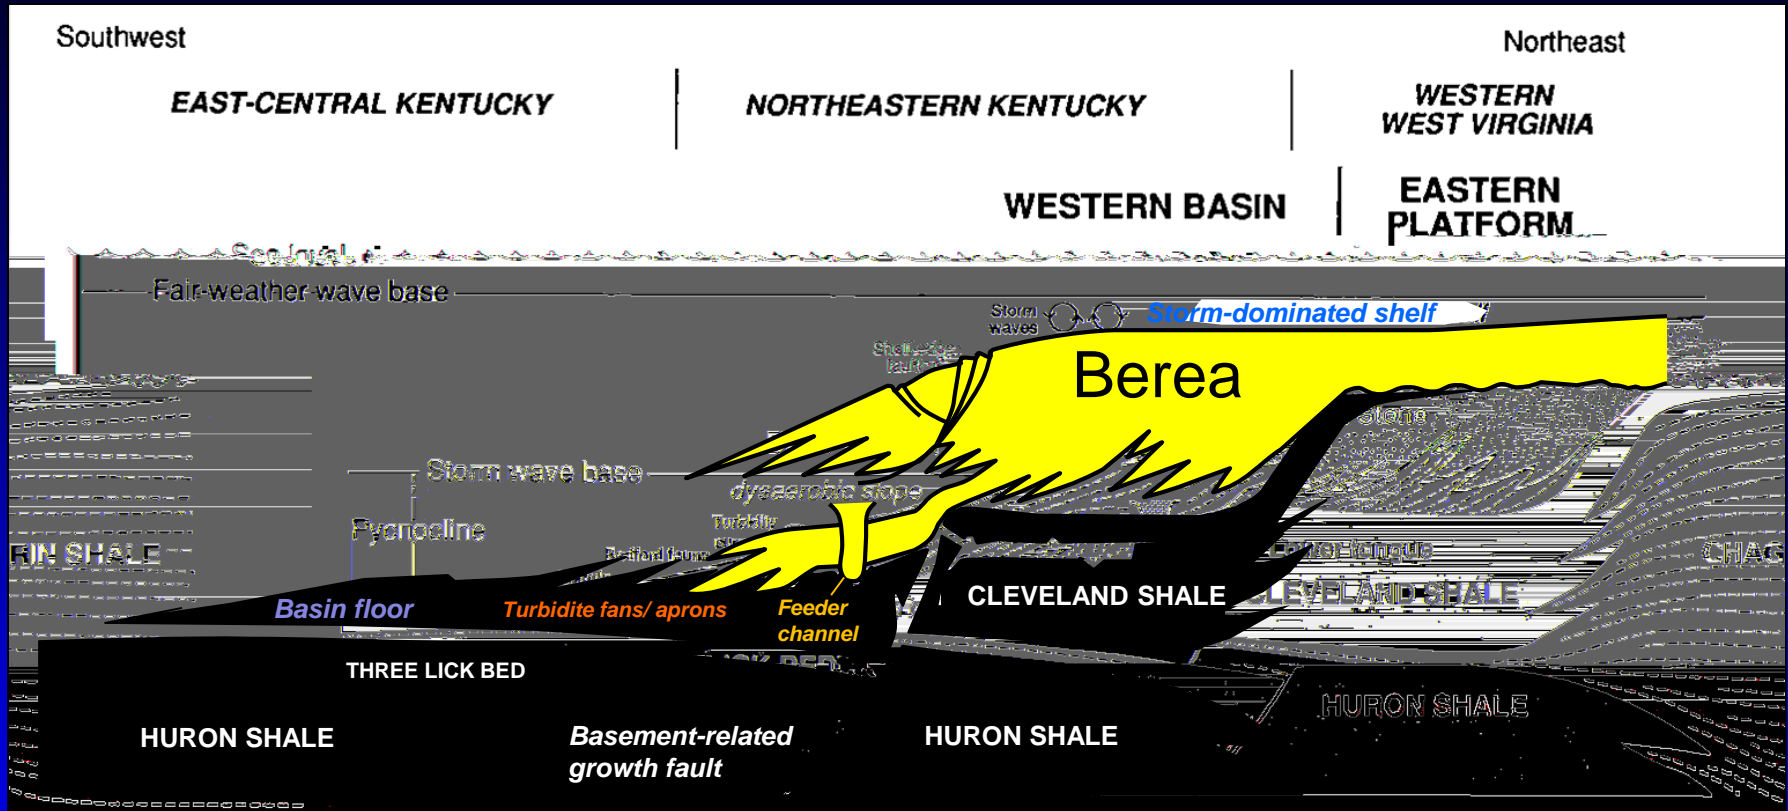 Southwest
Northeast
EAST-CENTRAL KENTUCKY
NORTHEASTERN KENTUCKY
WESTERN
WEST VIRGINIA
WESTERN BASIN
EASTERN
PLATFORM
Sea level
Fair-weather wave base
Storm
waves
Storm-dominated shelf
Berea
Storm wave base
dysaerobic slope
Pycnocline
Turbidity
RIN SHALE
CHAG
CLEVELAND SHALE
CLEVELAND SHALE
Basin floor
Turbidite fans/ aprons
Feeder
channel
THREE LICK BED
HURON SHALE
HURON SHALE
HURON SHALE
Basement-related
growth fault